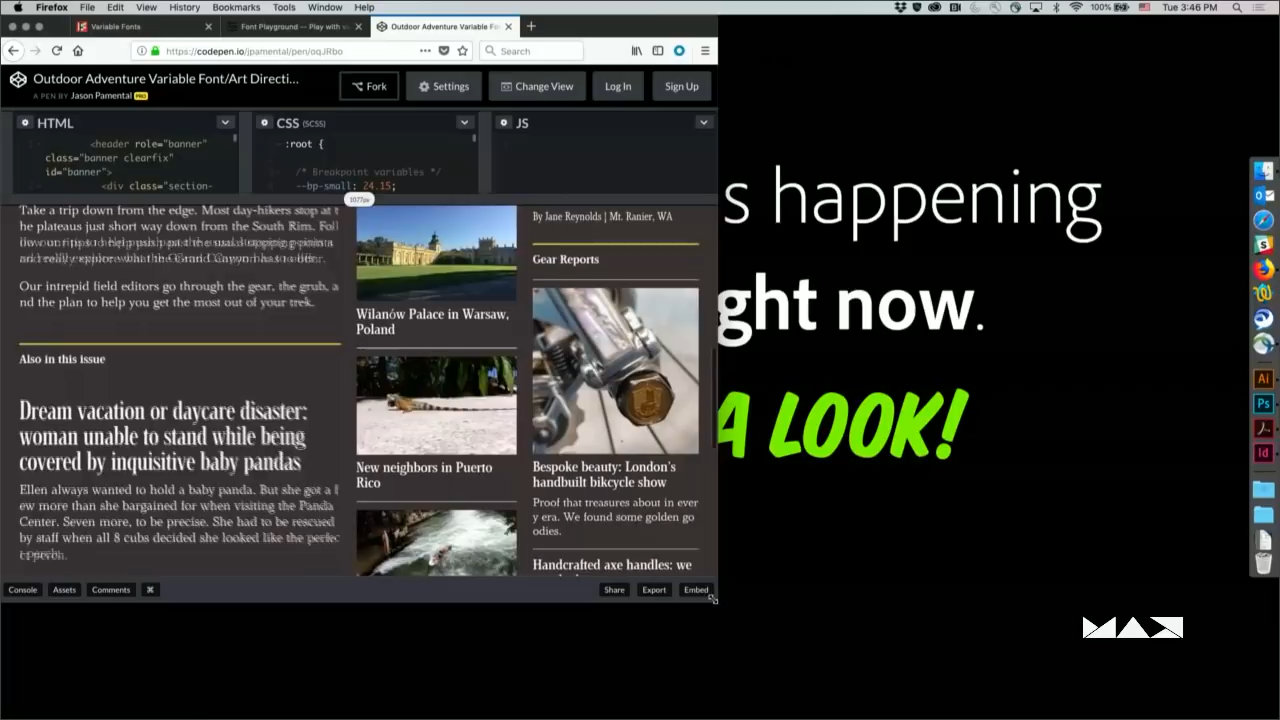 Firefox File Edit View History Bookmarks Tools Window Help
100% Tue 3:46 PM
Variable Fonts
Font Playground — Play with v
Outdoor Adventure Variable Fo
https://codepen.io/jpamental/pen/oqJRbo
Search
Outdoor Adventure Variable Font/Art Directi...
A PEN BY Jason Pamental PRO
Fork
Settings
Change View
Log In
Sign Up
HTML
CSS (SCSS)
JS
<header role="banner"
class="banner clearfix"
id="banner">
<div class="section-
:root {
/* Breakpoint variables */
--bp-small: 24.15;
1077px
Take a trip down from the edge. Most day-hikers stop at t
he plateaus just short way down from the South Rim. Fol
Our intrepid field editors go through the gear, the grub, a
nd the plan to help you get the most out of your trek.
Also in this issue
Dream vacation or daycare disaster:
woman unable to stand while being
covered by inquisitive baby pandas
Ellen always wanted to hold a baby panda. But she got a f
ew more than she bargained for when visiting the Panda
Center. Seven more, to be precise. She had to be rescued
by staff when all 8 cubs decided she looked like the perfec
Wilanów Palace in Warsaw,
Poland
New neighbors in Puerto
Rico
By Jane Reynolds | Mt. Ranier, WA
Gear Reports
Bespoke beauty: London's
handbuilt bikcycle show
Proof that treasures about in ever
y era. We found some golden go
odies.
Handcrafted axe handles: we
Console
Assets
Comments
⌘
Share
Export
Embed
s happening
ght now.
A LOOK!
Ai
Ps
Id
MAX